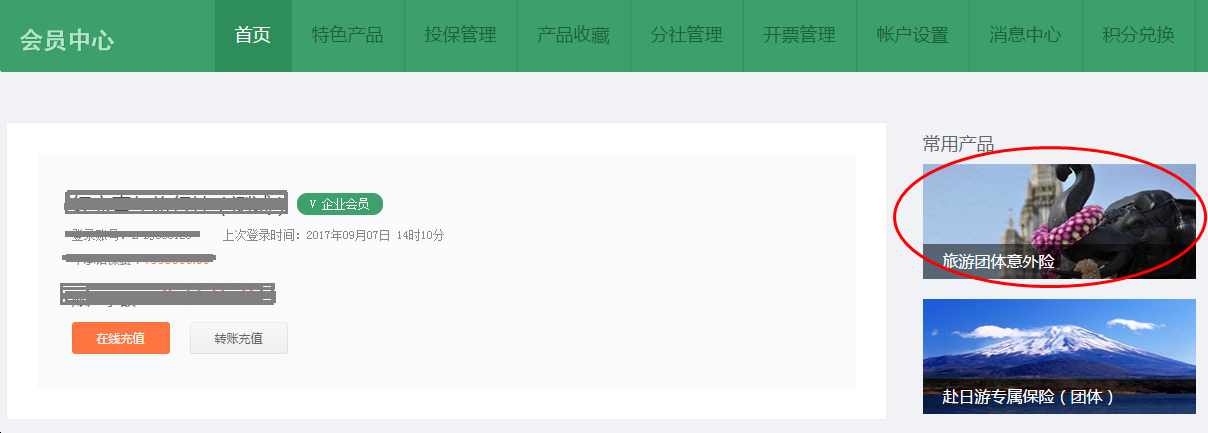 会员中心
首页
特色产品
投保管理
产品收藏
分社管理
开票管理
帐户设置
消息中心
积分兑换
V 企业会员
上次登录时间：2017年09月07日 14时10分
在线充值
转账充值
常用产品
旅游团体意外险
赴日游专属保险（团体）